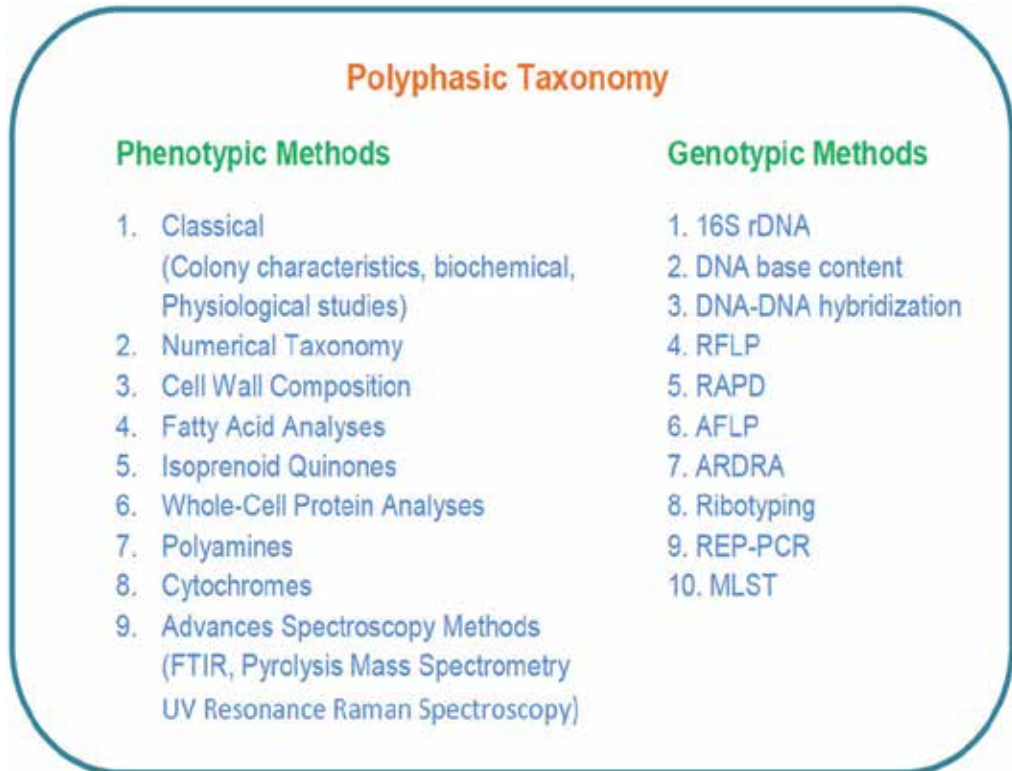 Polyphasic Taxonomy
Phenotypic Methods
1. Classical
(Colony characteristics, biochemical,
Physiological studies)
2. Numerical Taxonomy
3. Cell Wall Composition
4. Fatty Acid Analyses
5. Isoprenoid Quinones
6. Whole-Cell Protein Analyses
7. Polyamines
8. Cytochromes
9. Advances Spectroscopy Methods
(FTIR, Pyrolysis Mass Spectrometry
UV Resonance Raman Spectroscopy)
Genotypic Methods
1. 16S rDNA
2. DNA base content
3. DNA-DNA hybridization
4. RFLP
5. RAPD
6. AFLP
7. ARDRA
8. Ribotyping
9. REP-PCR
10. MLST